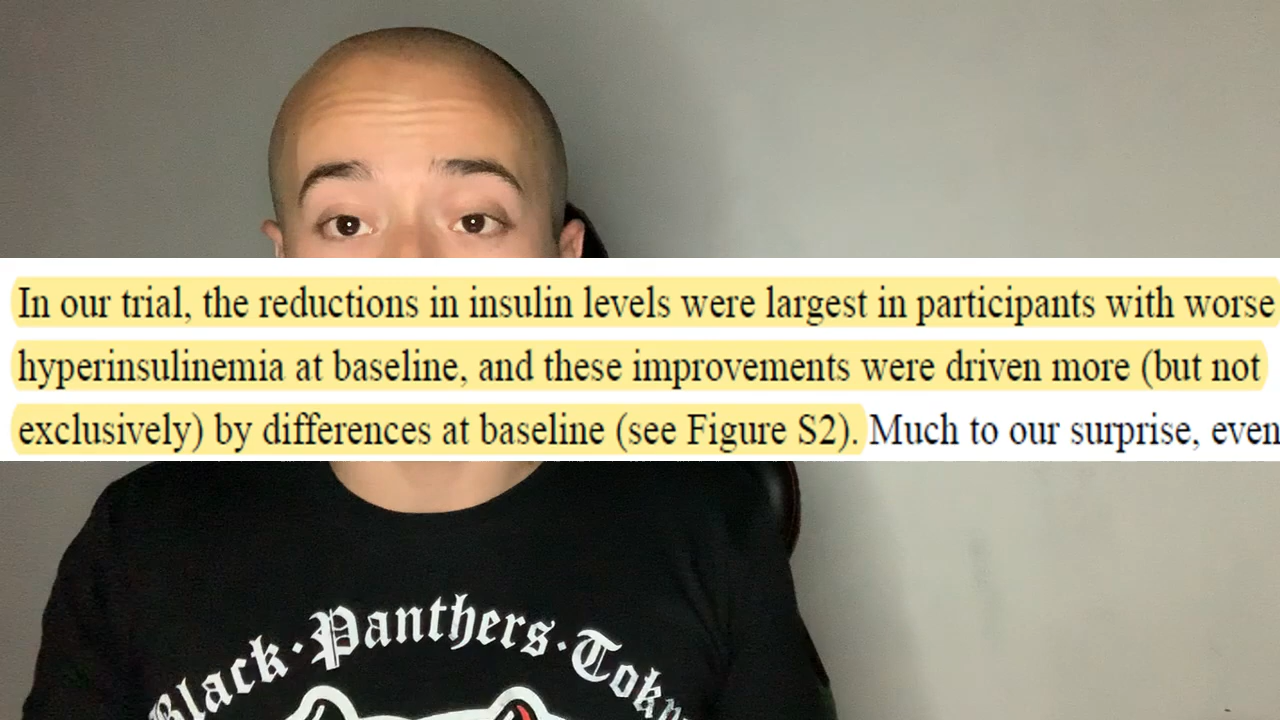 In our trial, the reductions in insulin levels were largest in participants with worse
hyperinsulinemia at baseline, and these improvements were driven more (but not
exclusively) by differences at baseline (see Figure S2). Much to our surprise, even
Black·Panthers·